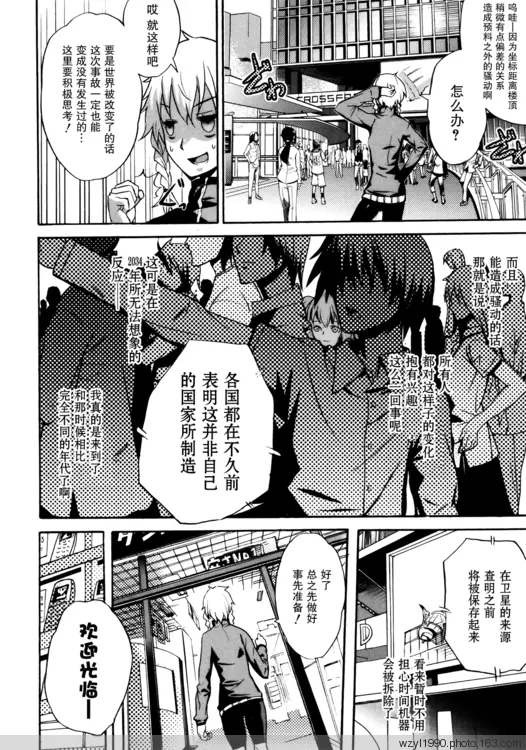 呜哇—因为坐标距离楼顶
稍微有点偏差的关系
造成预料之外的骚动啊
怎么办？
CROSSFO
哎就这样吧
要是世界
被改变了的话
这次事故一定也能
变成没有发生过的…
这里要积极思考！
而且
能造成骚动的话
那就是说
所有人
都对这样子的变化
抱有兴趣
这么一回事呢
各国都在不久前
表明这并非自己
的国家所制造
这可是在
2034
年所无法想象的
反应——
我真的是来到了
和那时候相比
完全不同的年代了啊
在卫星的来源
查明之前
将被保存起来
看来暂时不用
担心时间机器
会被拆除了
好了
总之先做好
事先准备！
No.1
欢迎光临—
wzyl1990.photo.163.com